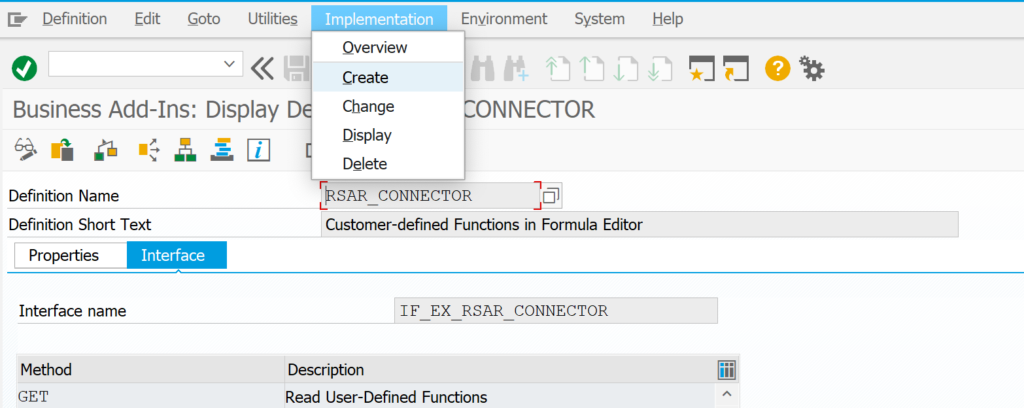 Definition Edit Goto Utilities Implementation Environment System Help
Overview
Create
Change
Display
Delete
Business Add-Ins: Display De CONNECTOR
Definition Name RSAR_CONNECTOR
Definition Short Text Customer-defined Functions in Formula Editor
Properties Interface
Interface name IF_EX_RSAR_CONNECTOR
Method Description
GET Read User-Defined Functions